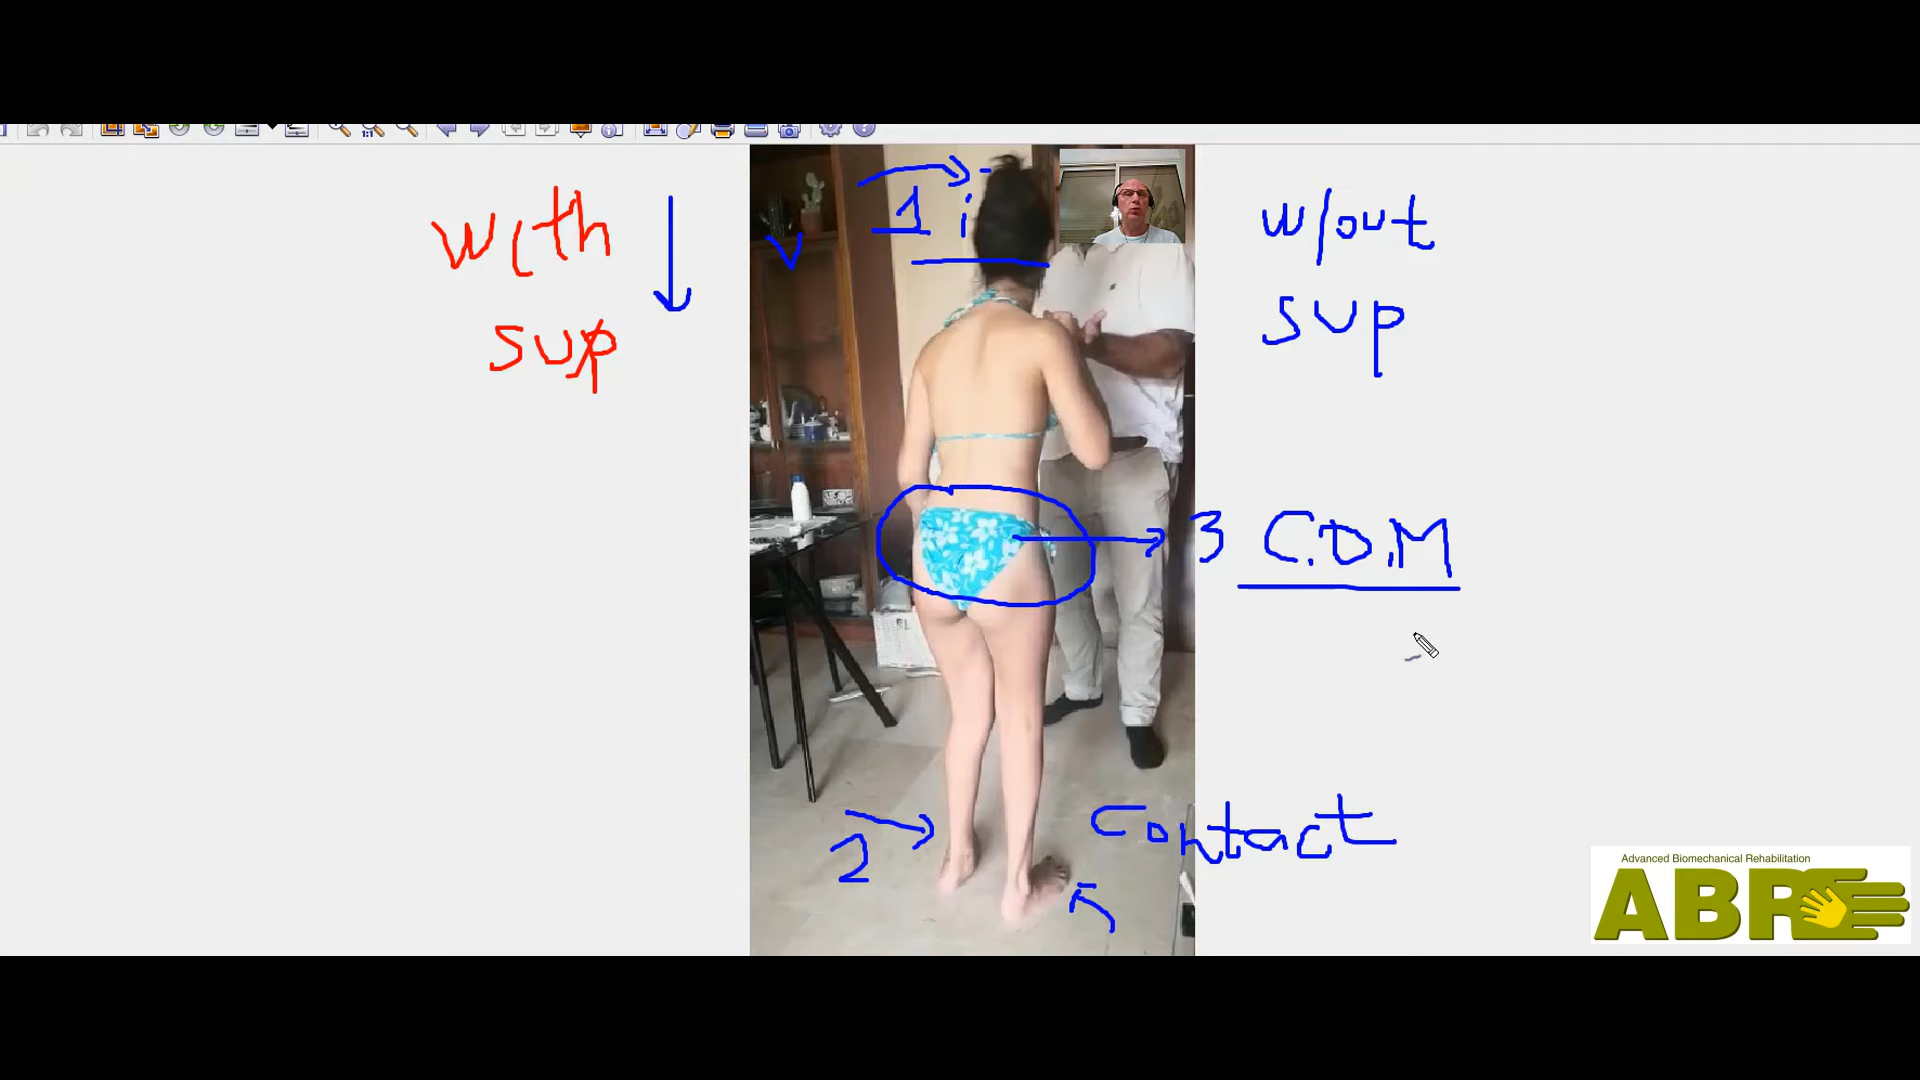 with
sup
1 i
w/out
sup
3 C.O.M
2
Contact
Advanced Biomechanical Rehabilitation
ABR